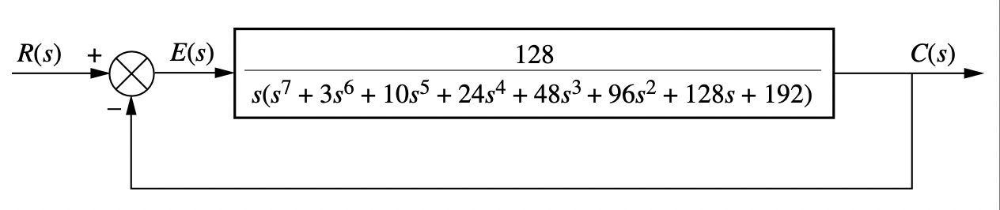 R(s) + E(s) 128 C(s)
−
s(s⁷ + 3s⁶ + 10s⁵ + 24s⁴ + 48s³ + 96s² + 128s + 192)